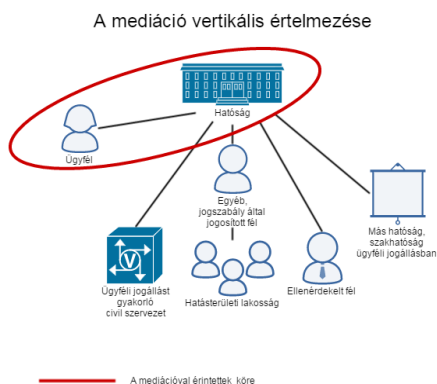 A mediáció vertikális értelmezése
Hatóság
Ügyfél
Egyéb,
jogszabály által
jogosított fél
Más hatóság,
szakhatóság
ügyféli jogállásban
V
Ügyféli jogállást
gyakorló
civil szervezet
Hatásterületi lakosság
Ellenérdekelt fél
A mediációval érintettek köre